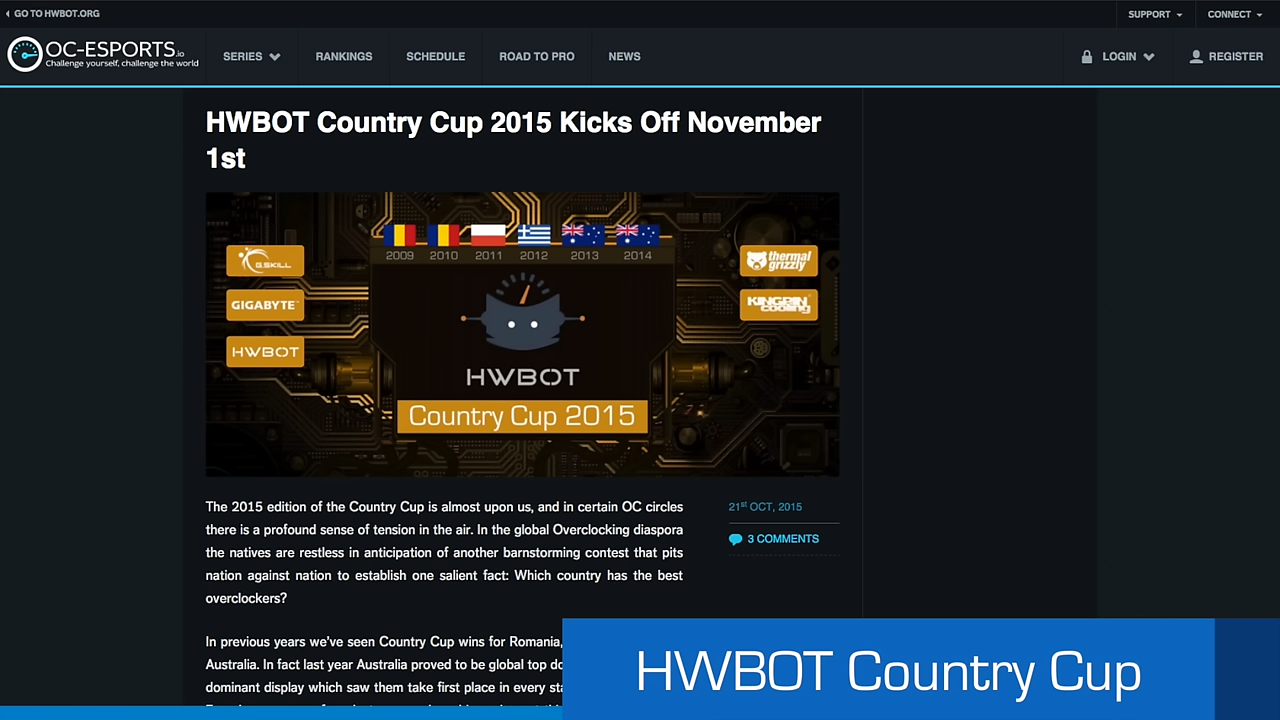 GO TO HWBOT.ORG
SUPPORT
CONNECT
OC-ESPORTS.io
Challenge yourself, challenge the world
SERIES
RANKINGS
SCHEDULE
ROAD TO PRO
NEWS
LOGIN
REGISTER
HWBOT Country Cup 2015 Kicks Off November
1st
2009 2010 2011 2012 2013 2014
G.SKILL
GIGABYTE™
HWBOT
thermal
grizzly
KINGPIN
cooling
HWBOT
Country Cup 2015
The 2015 edition of the Country Cup is almost upon us, and in certain OC circles
there is a profound sense of tension in the air. In the global Overclocking diaspora
the natives are restless in anticipation of another barnstorming contest that pits
nation against nation to establish one salient fact: Which country has the best
overclockers?
21st OCT, 2015
3 COMMENTS
In previous years we've seen Country Cup wins for Romania,
Australia. In fact last year Australia proved to be global top do
dominant display which saw them take first place in every sta
HWBOT Country Cup